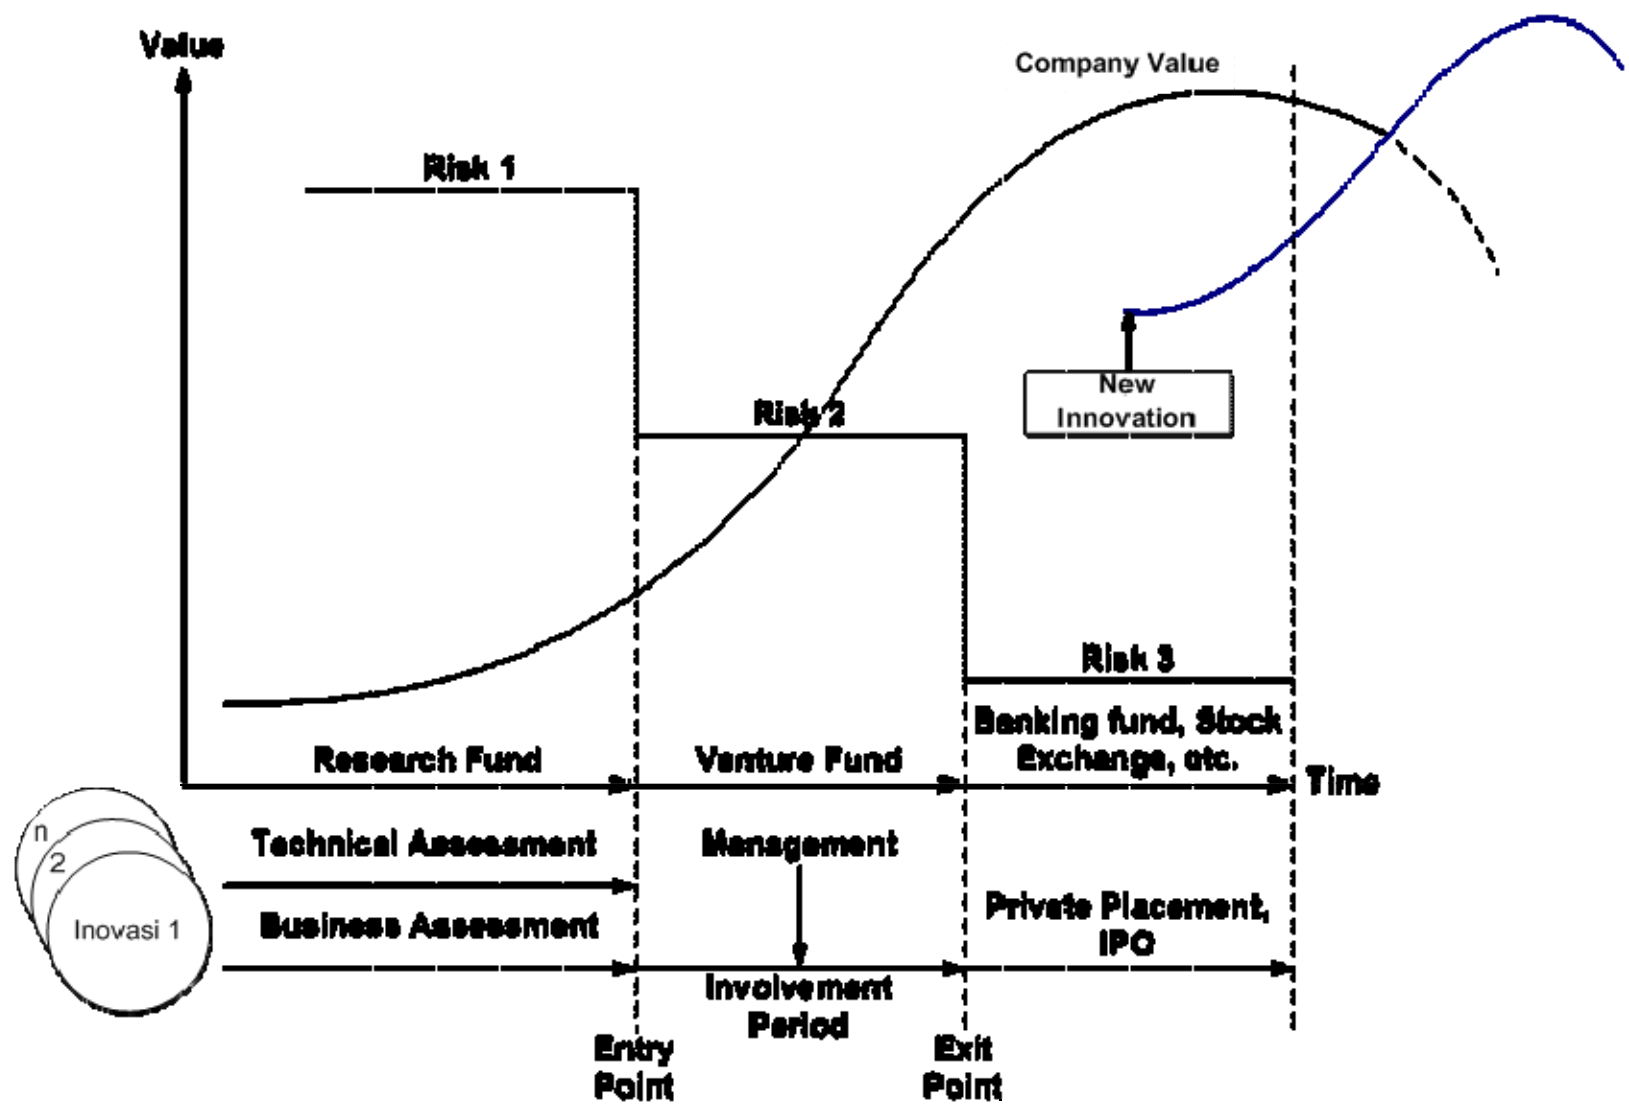 Value
Company Value
Risk 1
New
Innovation
Risk 2
Risk 3
Banking fund, Stock
Exchange, etc.
Research Fund
Venture Fund
Time
n
2
Inovasi 1
Technical Assessment
Management
Business Assessment
Private Placement,
IPO
Involvement
Period
Entry
Point
Exit
Point